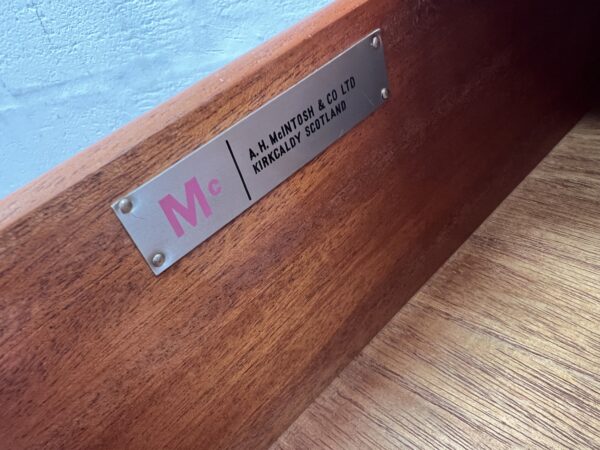 Mc
A. H. McINTOSH & CO LTD
KIRKCALDY SCOTLAND